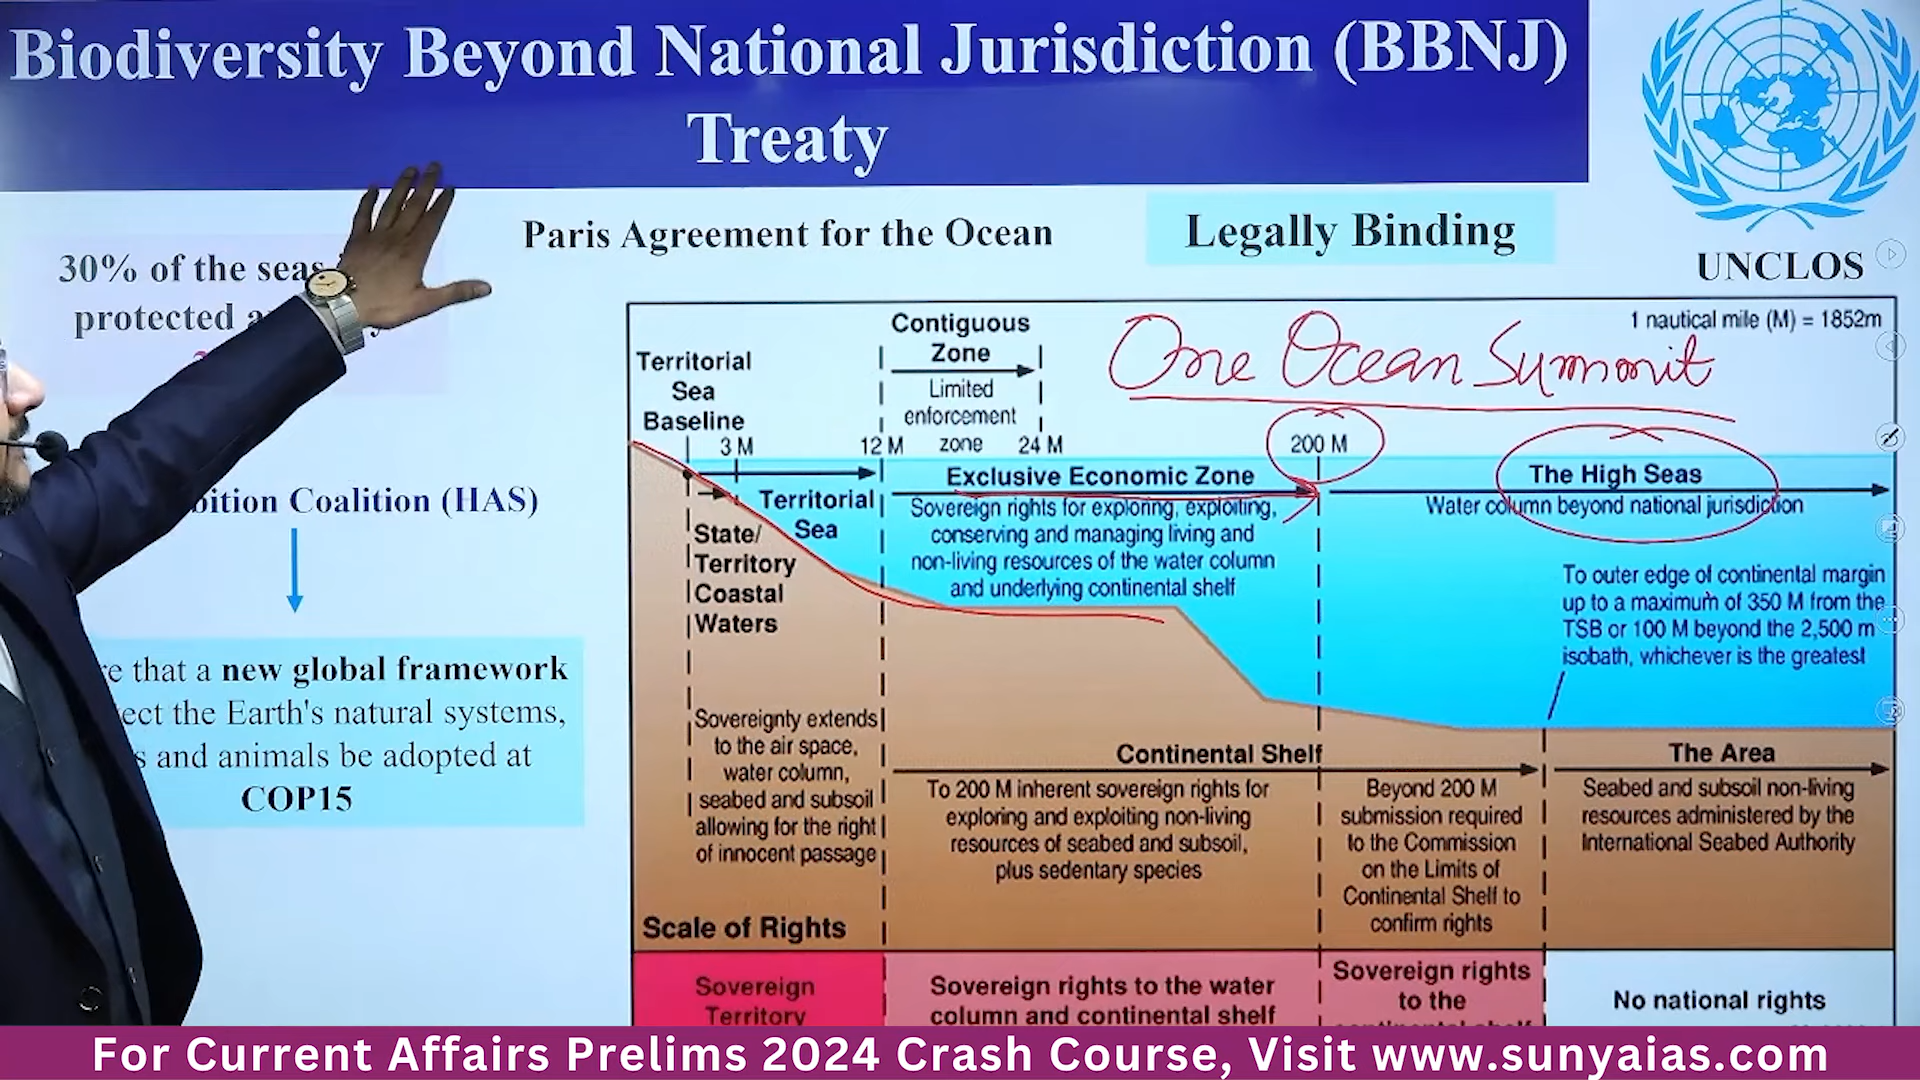 Biodiversity Beyond National Jurisdiction (BBNJ)
Treaty
Paris Agreement for the Ocean
Legally Binding
UNCLOS
30% of the seas
protected
Coalition (HAS)
that a new global framework
the Earth's natural systems,
and animals be adopted at
COP15
1 nautical mile (M) = 1852m
One Ocean Summit
Territorial
Sea
Baseline
Contiguous
Zone
Limited
enforcement
zone
3 M
12 M
24 M
200 M
Exclusive Economic Zone
Sovereign rights for exploring, exploiting,
conserving and managing living and
non-living resources of the water column
and underlying continental shelf
The High Seas
Water column beyond national jurisdiction
Territorial
Sea
State/
Territory
Coastal
Waters
To outer edge of continental margin
up to a maximum of 350 M from the
TSB or 100 M beyond the 2,500 m
isobath, whichever is the greatest
Sovereignty extends
to the air space,
water column,
seabed and subsoil
allowing for the right
of innocent passage
Continental Shelf
To 200 M inherent sovereign rights for
exploring and exploiting non-living
resources of seabed and subsoil,
plus sedentary species
Beyond 200 M
submission required
to the Commission
on the Limits of
Continental Shelf to
confirm rights
The Area
Seabed and subsoil non-living
resources administered by the
International Seabed Authority
Scale of Rights
Sovereign
Territory
Sovereign rights to the water
column and continental shelf
Sovereign rights
to the
No national rights
For Current Affairs Prelims 2024 Crash Course, Visit www.sunyaias.com